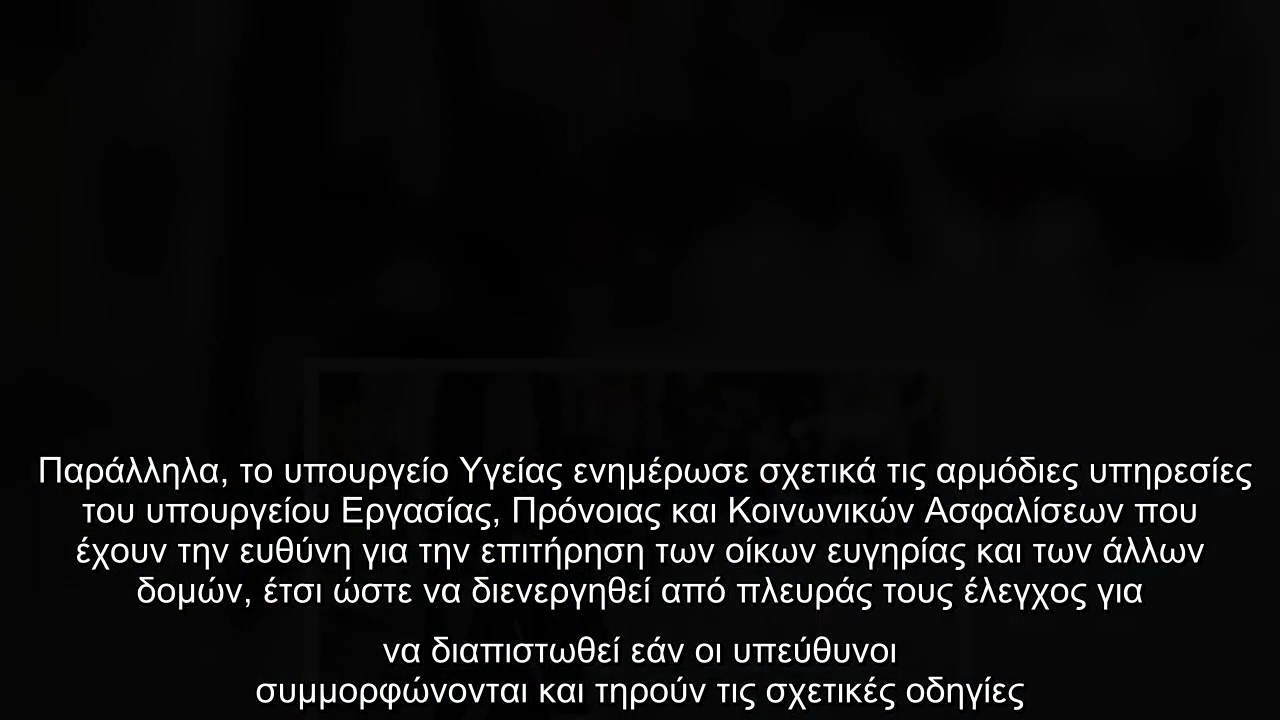 Παράλληλα, το υπουργείο Υγείας ενημέρωσε σχετικά τις αρμόδιες υπηρεσίες
του υπουργείου Εργασίας, Πρόνοιας και Κοινωνικών Ασφαλίσεων που
έχουν την ευθύνη για την επιτήρηση των οίκων ευγηρίας και των άλλων
δομών, έτσι ώστε να διενεργηθεί από πλευράς τους έλεγχος για
να διαπιστωθεί εάν οι υπεύθυνοι
συμμορφώνονται και τηρούν τις σχετικές οδηγίες